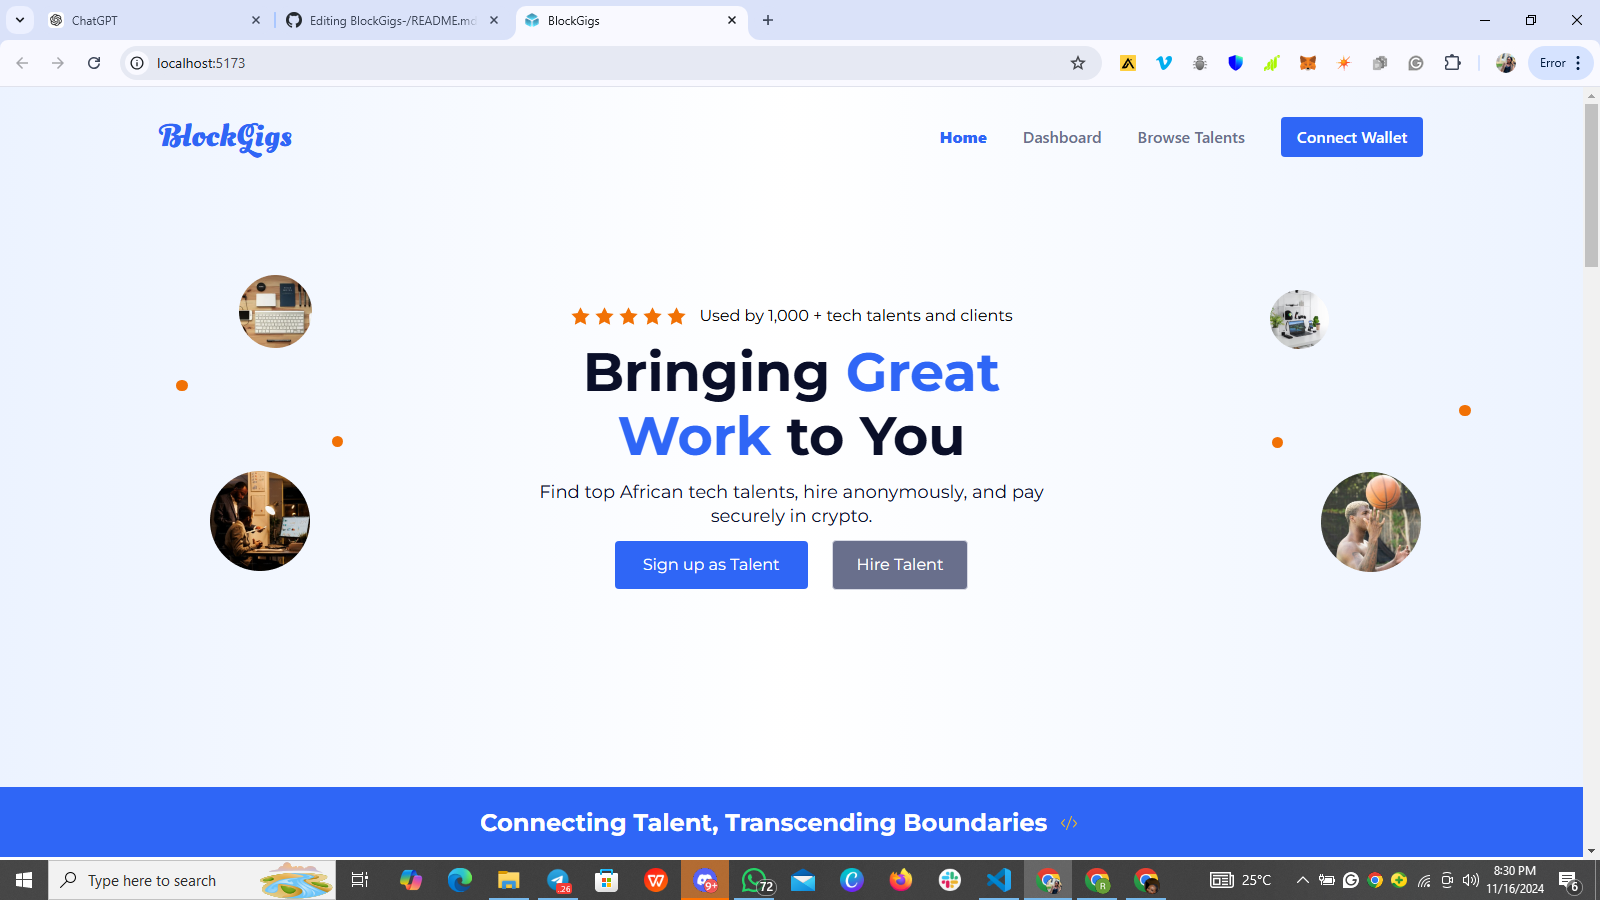 ChatGPT
Editing BlockGigs-/README.md
BlockGigs
localhost:5173
Error
BlockGigs
Home
Dashboard
Browse Talents
Connect Wallet
Used by 1,000 + tech talents and clients
Bringing Great
Work to You
Find top African tech talents, hire anonymously, and pay
securely in crypto.
Sign up as Talent
Hire Talent
Connecting Talent, Transcending Boundaries </>
Type here to search
26
9+
72
R
25°C
8:30 PM
11/16/2024
6